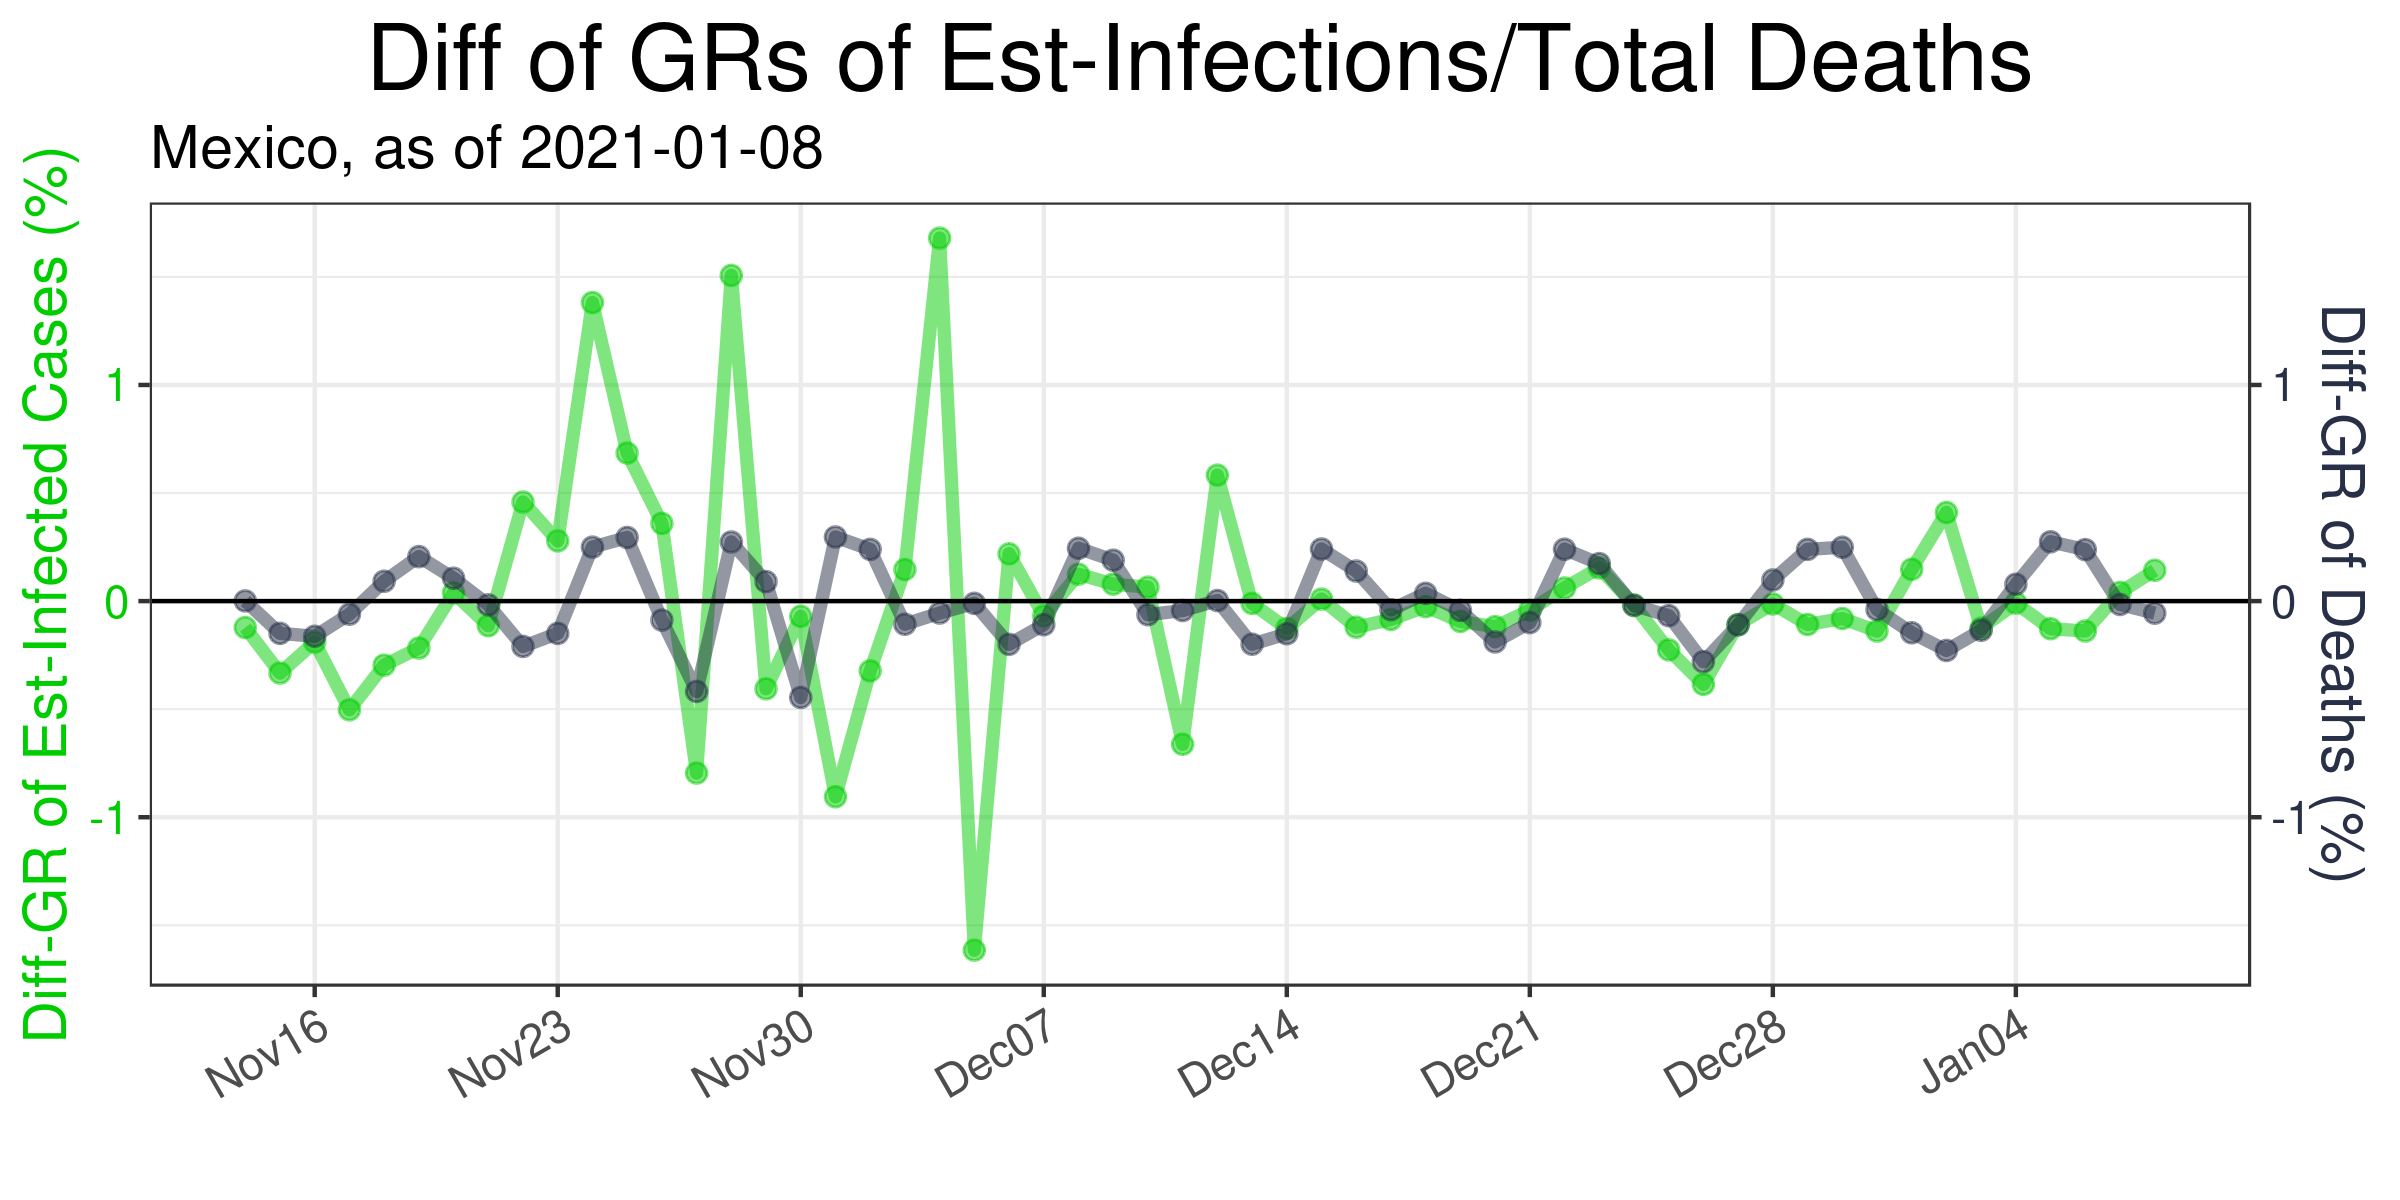 Diff of GRs of Est-Infections/Total Deaths
Mexico, as of 2021-01-08
Diff-GR of Est-Infected Cases (%)
1
0
-1
1
0
-1
Diff-GR of Deaths (%)
Nov16
Nov23
Nov30
Dec07
Dec14
Dec21
Dec28
Jan04